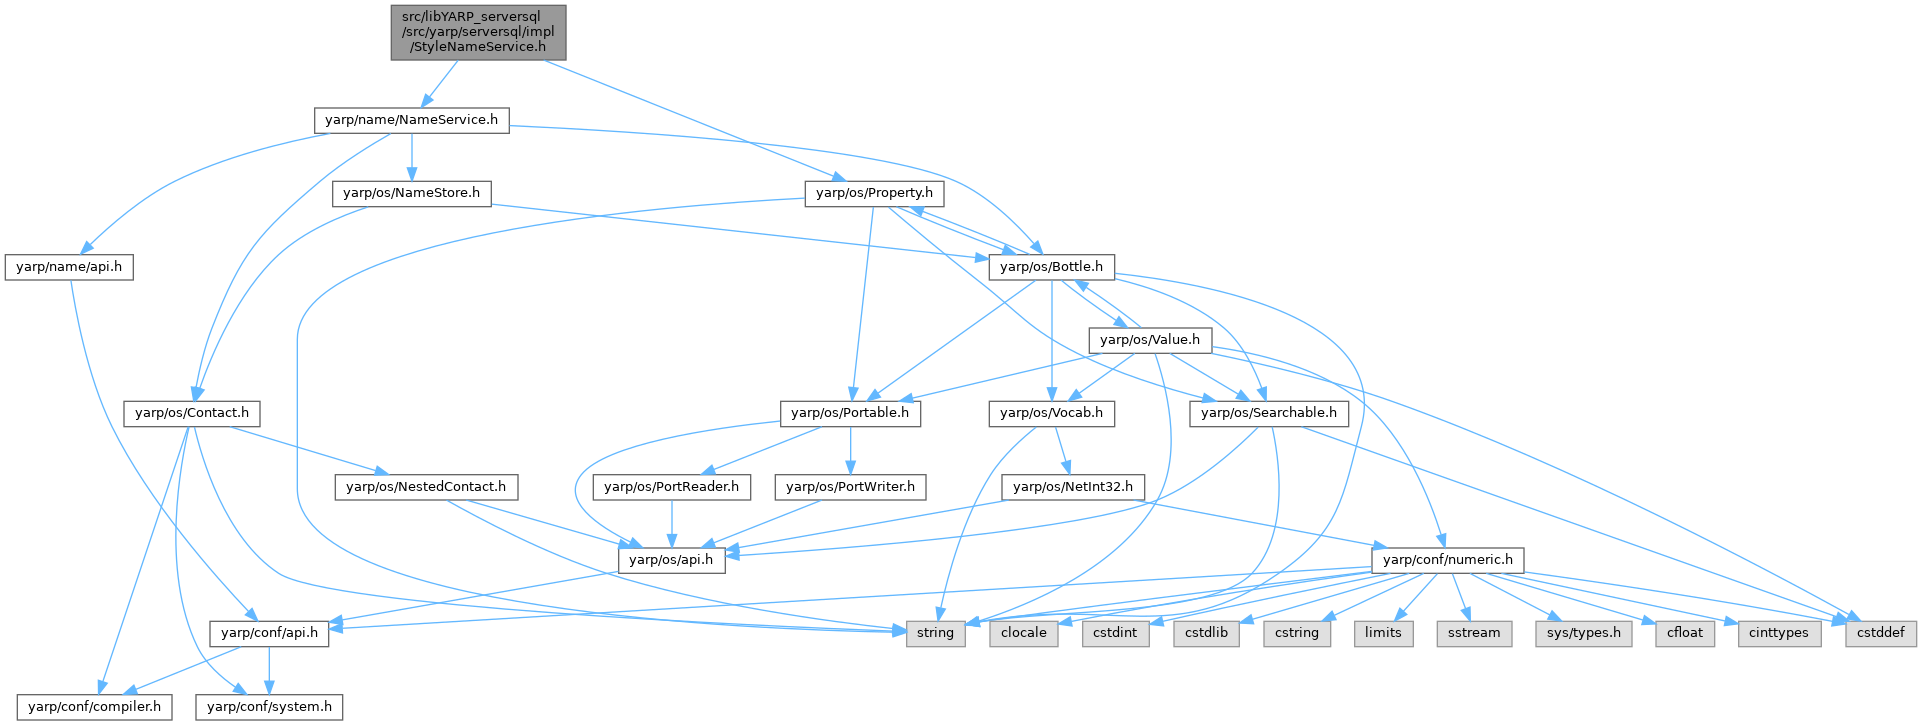 src/libYARP_serversql
/src/yarp/serversql/impl
/StyleNameService.h
yarp/name/NameService.h
yarp/os/NameStore.h
yarp/os/Property.h
yarp/name/api.h
yarp/os/Bottle.h
yarp/os/Value.h
yarp/os/Contact.h
yarp/os/Portable.h
yarp/os/Vocab.h
yarp/os/Searchable.h
yarp/os/NestedContact.h
yarp/os/PortReader.h
yarp/os/PortWriter.h
yarp/os/NetInt32.h
yarp/os/api.h
yarp/conf/numeric.h
yarp/conf/api.h
string
clocale
cstdint
cstdlib
cstring
limits
sstream
sys/types.h
cfloat
cinttypes
cstddef
yarp/conf/compiler.h
yarp/conf/system.h